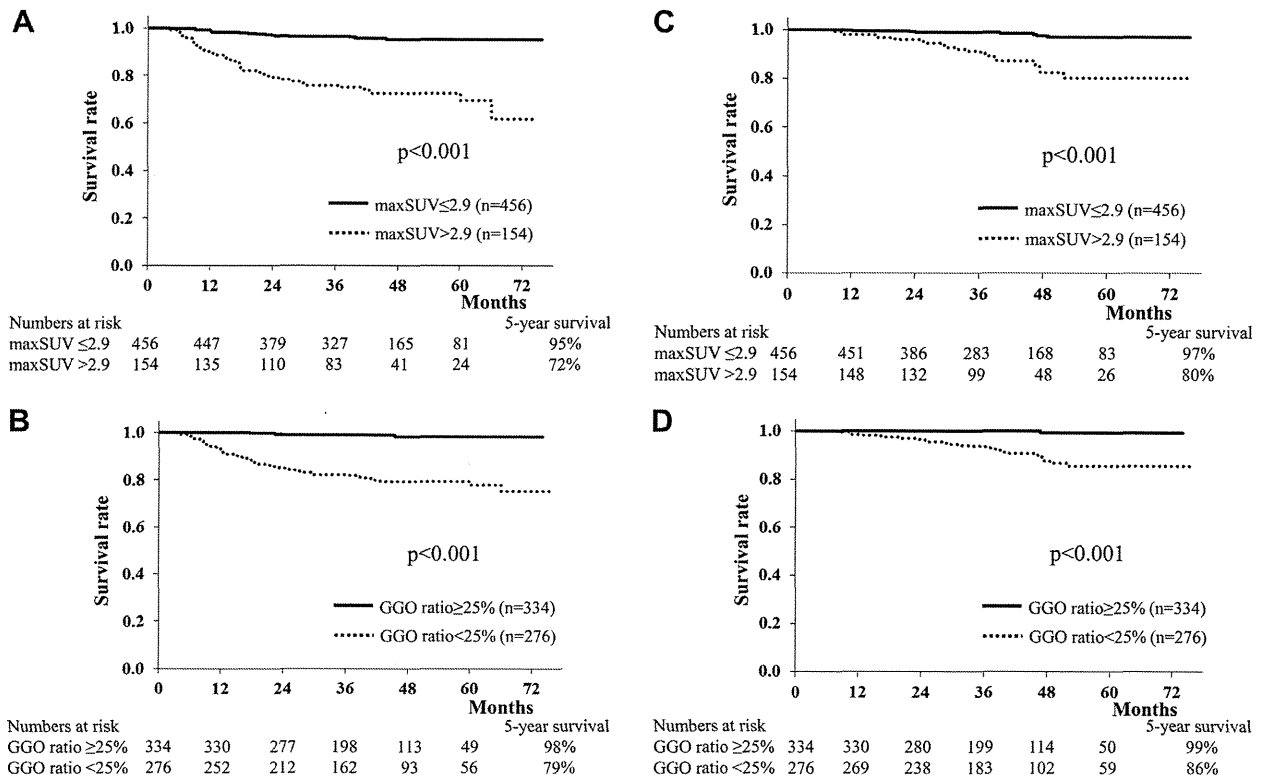 A
Survival rate
1.0
0.8
0.6
0.4
0.2
0.0
p<0.001
maxSUV≤2.9 (n=456)
maxSUV>2.9 (n=154)
0 12 24 36 48 60 72
Months
Numbers at risk 5-year survival
maxSUV ≤2.9 456 447 379 327 165 81 95%
maxSUV >2.9 154 135 110 83 41 24 72%
C
Survival rate
1.0
0.8
0.6
0.4
0.2
0.0
p<0.001
maxSUV≤2.9 (n=456)
maxSUV>2.9 (n=154)
0 12 24 36 48 60 72
Months
Numbers at risk 5-year survival
maxSUV ≤2.9 456 451 386 283 168 83 97%
maxSUV >2.9 154 148 132 99 48 26 80%
B
Survival rate
1.0
0.8
0.6
0.4
0.2
0.0
p<0.001
GGO ratio≥25% (n=334)
GGO ratio<25% (n=276)
0 12 24 36 48 60 72
Months
Numbers at risk 5-year survival
GGO ratio ≥25% 334 330 277 198 113 49 98%
GGO ratio <25% 276 252 212 162 93 56 79%
D
Survival rate
1.0
0.8
0.6
0.4
0.2
0.0
p<0.001
GGO ratio≥25% (n=334)
GGO ratio<25% (n=276)
0 12 24 36 48 60 72
Months
Numbers at risk 5-year survival
GGO ratio ≥25% 334 330 280 199 114 50 99%
GGO ratio <25% 276 269 238 183 102 59 86%